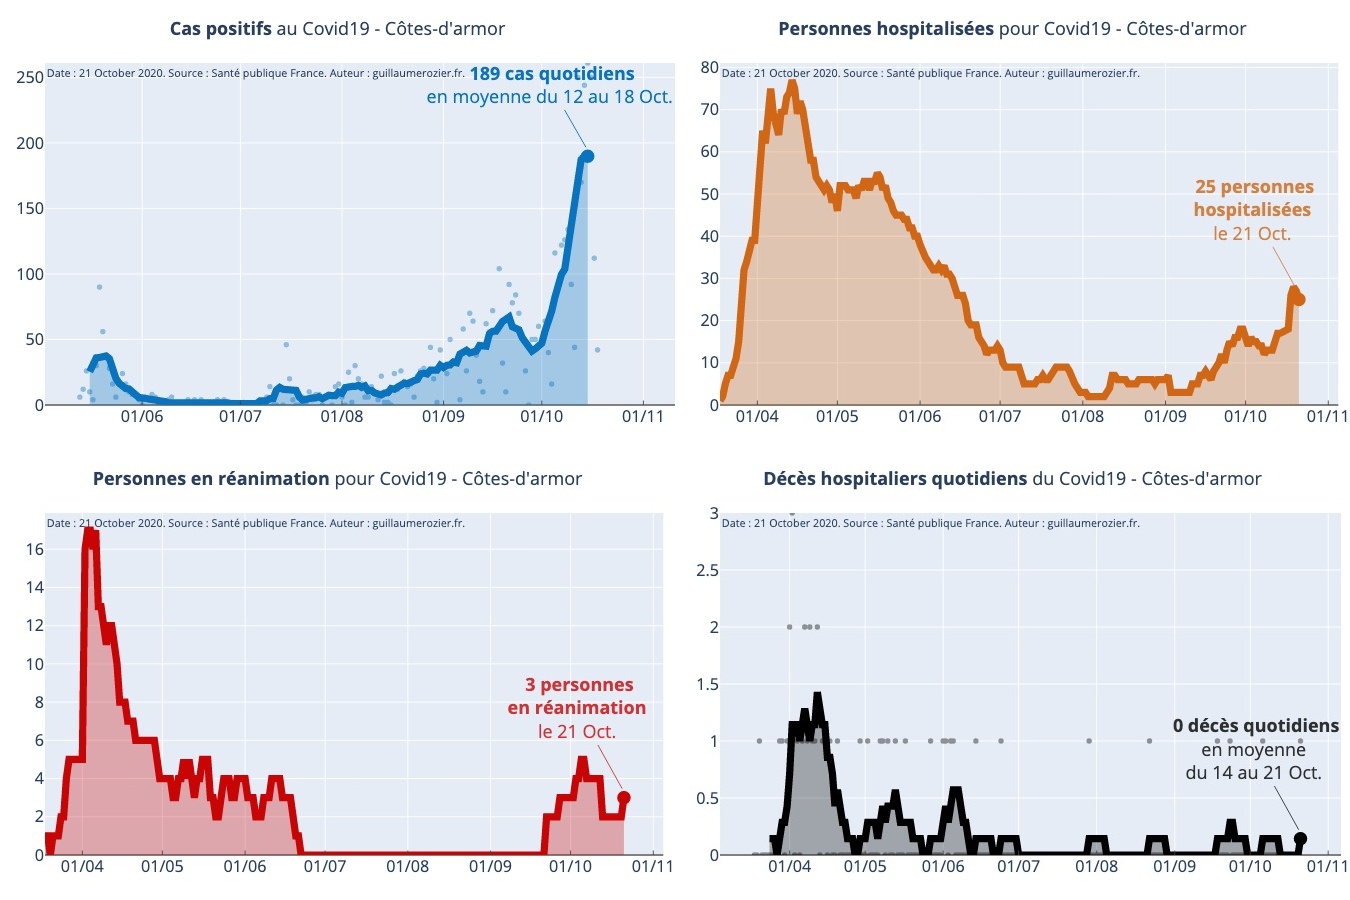 Cas positifs au Covid19 - Côtes-d'armor
Date : 21 October 2020. Source : Santé publique France. Auteur : guillaumerozier.fr.
189 cas quotidiens
en moyenne du 12 au 18 Oct.
250
200
150
100
50
0
01/06 01/07 01/08 01/09 01/10 01/11
Personnes hospitalisées pour Covid19 - Côtes-d'armor
Date : 21 October 2020. Source : Santé publique France. Auteur : guillaumerozier.fr.
80
70
60
50
40
30
20
10
0
25 personnes
hospitalisées
le 21 Oct.
01/04 01/05 01/06 01/07 01/08 01/09 01/10 01/11
Personnes en réanimation pour Covid19 - Côtes-d'armor
Date : 21 October 2020. Source : Santé publique France. Auteur : guillaumerozier.fr.
16
14
12
10
8
6
4
2
0
3 personnes
en réanimation
le 21 Oct.
01/04 01/05 01/06 01/07 01/08 01/09 01/10 01/11
Décès hospitaliers quotidiens du Covid19 - Côtes-d'armor
Date : 21 October 2020. Source : Santé publique France. Auteur : guillaumerozier.fr.
3
2.5
2
1.5
1
0.5
0
0 décès quotidiens
en moyenne
du 14 au 21 Oct.
01/04 01/05 01/06 01/07 01/08 01/09 01/10 01/11